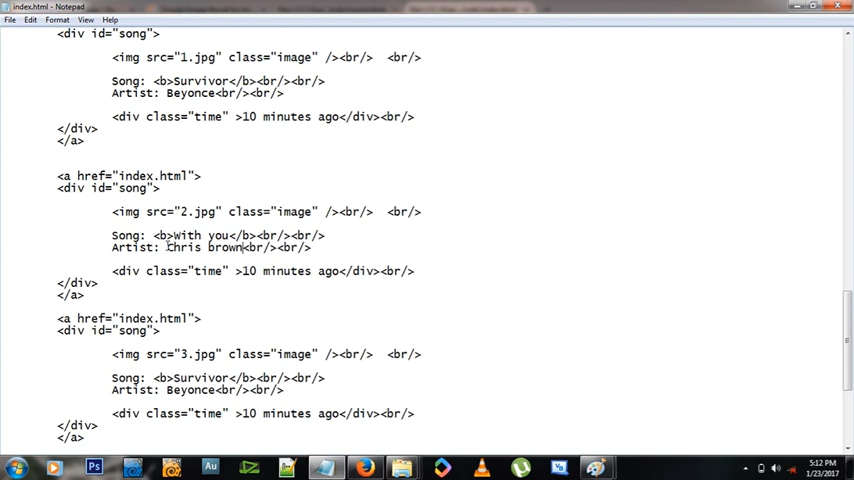 index.html - Notepad
File Edit Format View Help
<div id="song">
<img src="1.jpg" class="image" /><br/> <br/>
Song: <b>Survivor</b><br/><br/>
Artist: Beyonce<br/><br/>
<div class="time" >10 minutes ago</div><br/>
</div>
</a>
<a href="index.html">
<div id="song">
<img src="2.jpg" class="image" /><br/> <br/>
Song: <b>With you</b><br/><br/>
Artist: Chris brown<br/><br/>
<div class="time" >10 minutes ago</div><br/>
</div>
</a>
<a href="index.html">
<div id="song">
<img src="3.jpg" class="image" /><br/> <br/>
Song: <b>Survivor</b><br/><br/>
Artist: Beyonce<br/><br/>
<div class="time" >10 minutes ago</div><br/>
</div>
</a>
Ps
Au
5:12 PM
1/23/2017